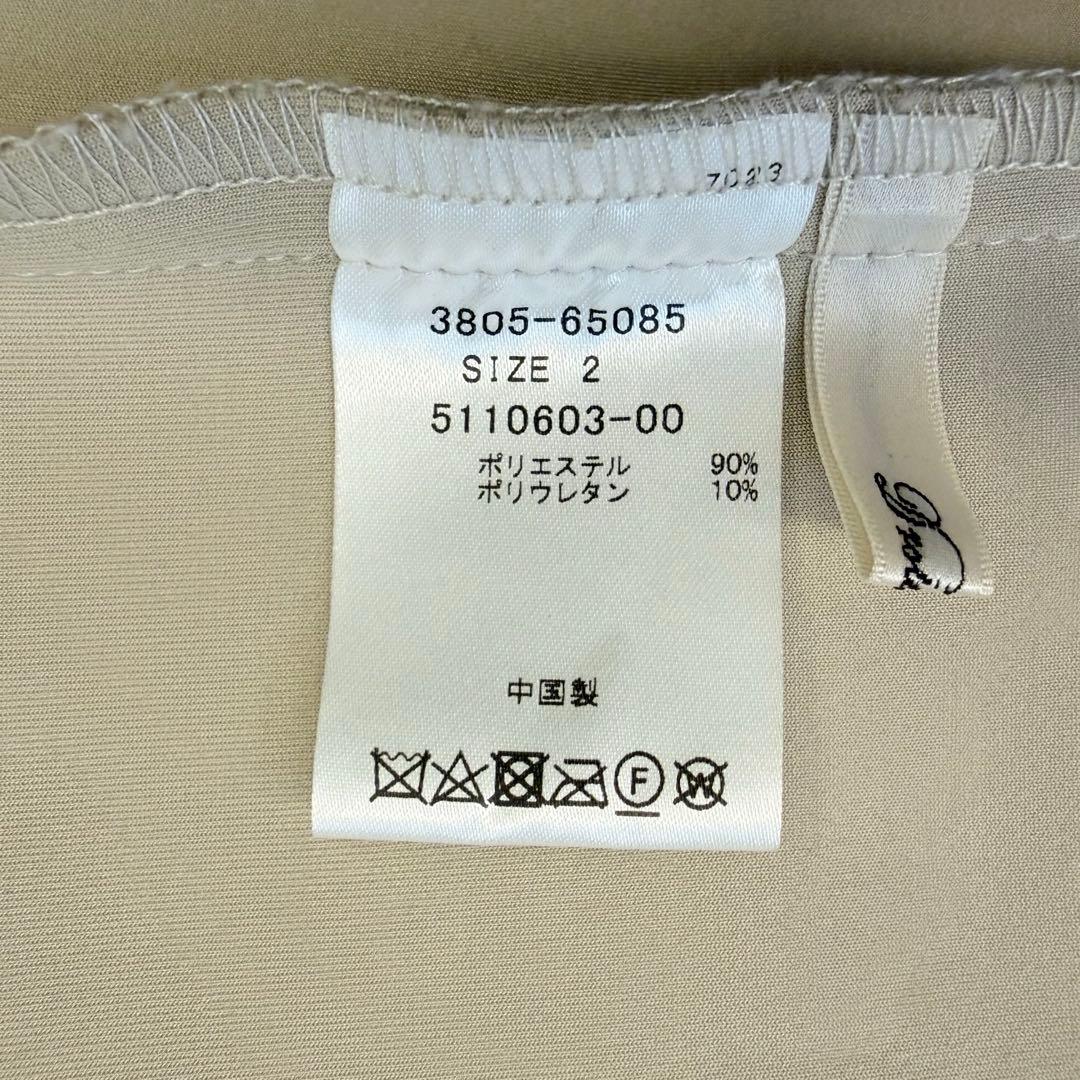 3805-65085
SIZE 2
5110603-00
ポリエステル 90%
ポリウレタン 10%
中国製
F
W